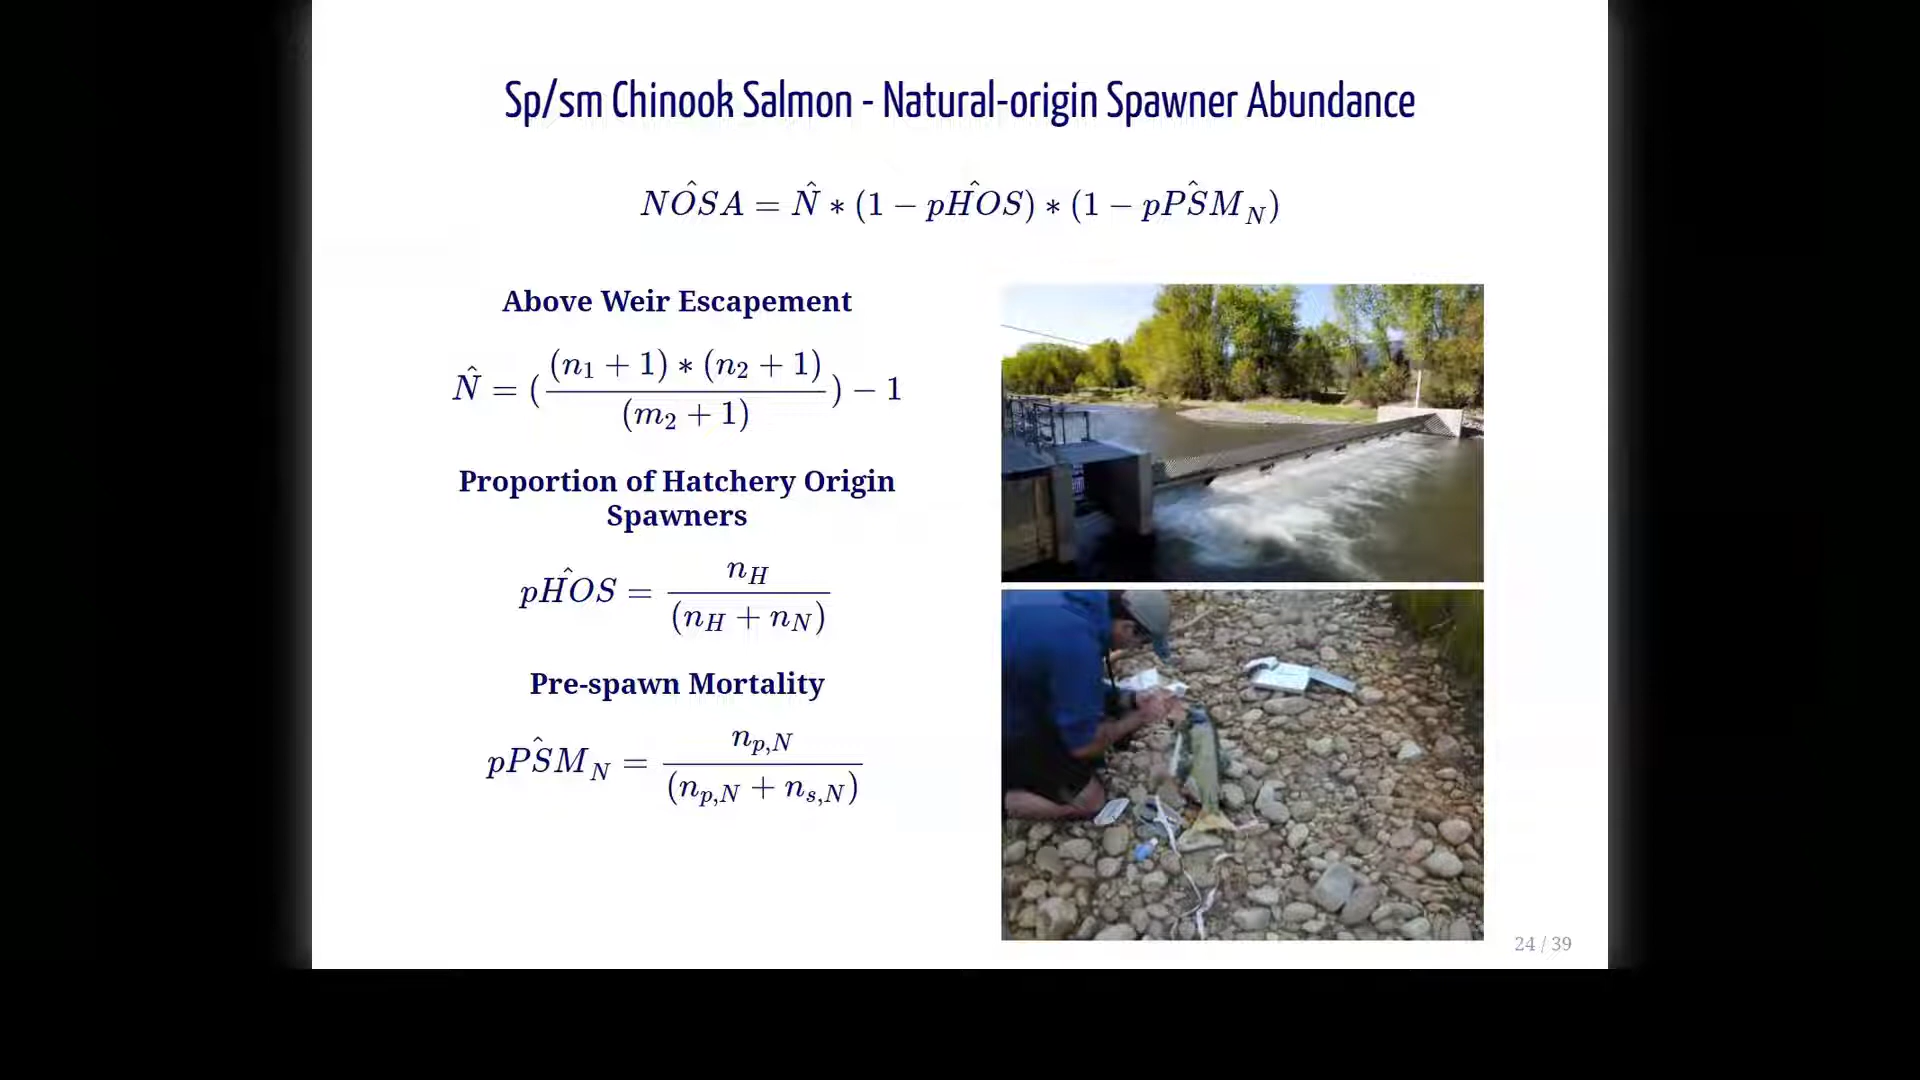 Sp/sm Chinook Salmon - Natural-origin Spawner Abundance
NOŜA = N̂ ∗ (1 − pHÔS) ∗ (1 − pPŜM_N)
Above Weir Escapement
N̂ = ((n₁ + 1) ∗ (n₂ + 1) / (m₂ + 1)) − 1
Proportion of Hatchery Origin
Spawners
pHÔS = n_H / (n_H + n_N)
Pre-spawn Mortality
pPŜM_N = n_{p,N} / (n_{p,N} + n_{s,N})
24 / 39